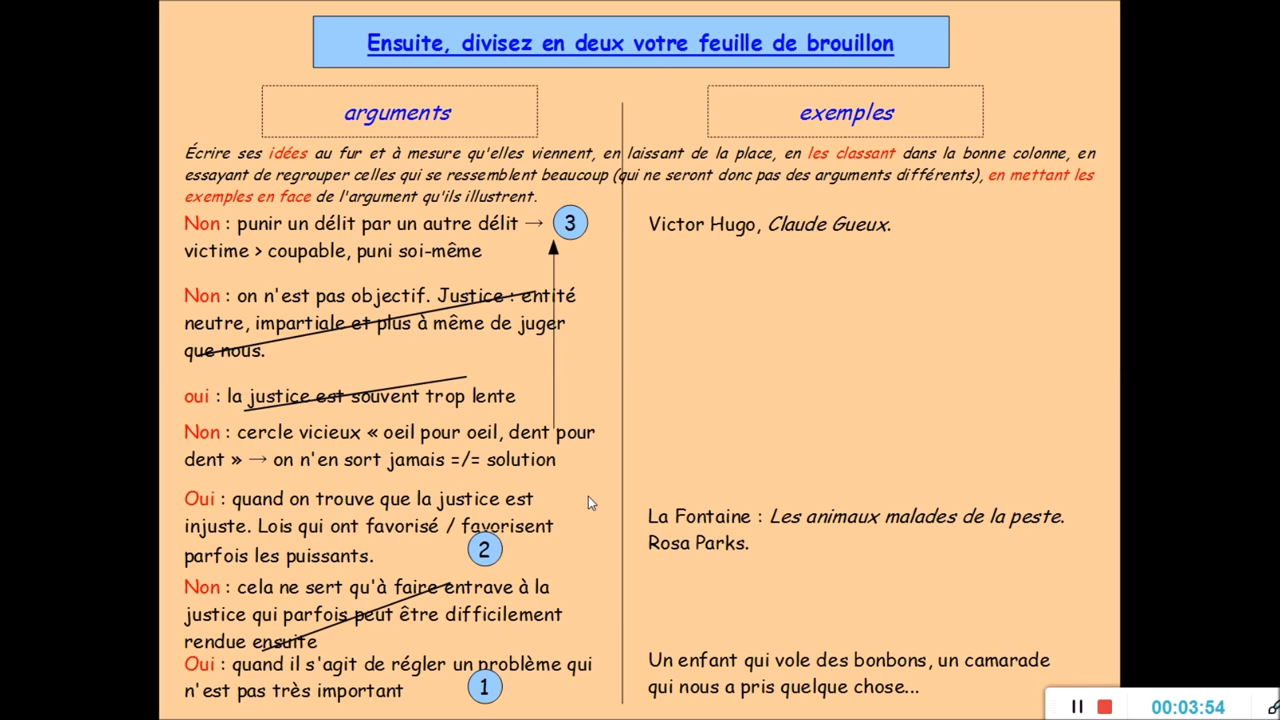 Ensuite, divisez en deux votre feuille de brouillon
arguments
exemples
Écrire ses idées au fur et à mesure qu'elles viennent, en laissant de la place, en les classant dans la bonne colonne, en
essayant de regrouper celles qui se ressemblent beaucoup (qui ne seront donc pas des arguments différents), en mettant les
exemples en face de l'argument qu'ils illustrent.
Non : punir un délit par un autre délit →
3
victime > coupable, puni soi-même
Non : on n'est pas objectif. Justice : entité
neutre, impartiale et plus à même de juger
que nous.
oui : la justice est souvent trop lente
Non : cercle vicieux « oeil pour oeil, dent pour
dent » → on n'en sort jamais =/= solution
Oui : quand on trouve que la justice est
injuste. Lois qui ont favorisé / favorisent
parfois les puissants.
2
Non : cela ne sert qu'à faire entrave à la
justice qui parfois peut être difficilement
rendue ensuite
Oui : quand il s'agit de régler un problème qui
n'est pas très important
1
Victor Hugo, Claude Gueux.
La Fontaine : Les animaux malades de la peste.
Rosa Parks.
Un enfant qui vole des bonbons, un camarade
qui nous a pris quelque chose...
00:03:54